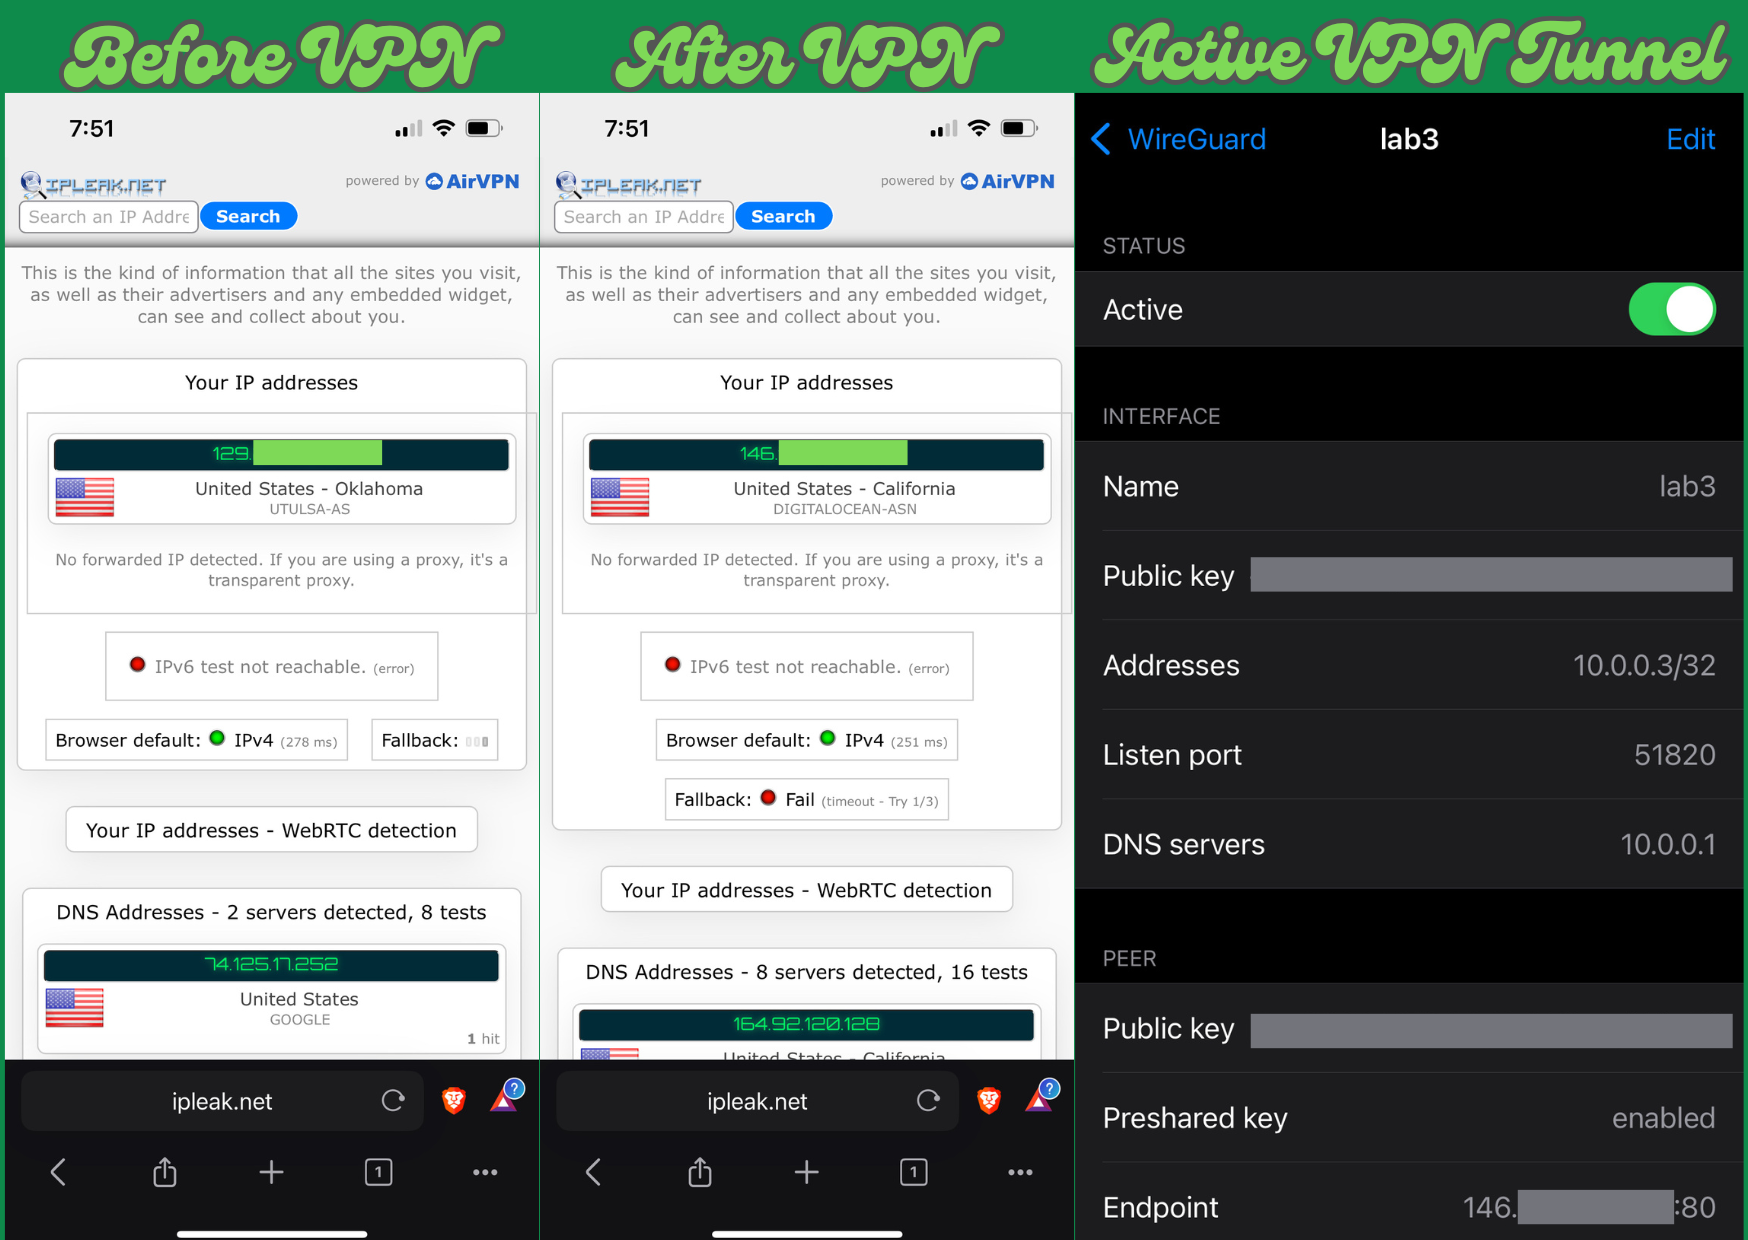 Before VPN
After VPN
Active VPN Tunnel
7:51
IPLEAK.NET
powered by AirVPN
Search an IP Addre
Search
This is the kind of information that all the sites you visit,
as well as their advertisers and any embedded widget,
can see and collect about you.
Your IP addresses
129.
United States - Oklahoma
UTULSA-AS
No forwarded IP detected. If you are using a proxy, it's a
transparent proxy.
IPv6 test not reachable. (error)
Browser default: IPv4 (278 ms)
Fallback:
Your IP addresses - WebRTC detection
DNS Addresses - 2 servers detected, 8 tests
74.125.17.252
United States
GOOGLE
1 hit
ipleak.net
?
1
7:51
IPLEAK.NET
powered by AirVPN
Search an IP Addre
Search
This is the kind of information that all the sites you visit,
as well as their advertisers and any embedded widget,
can see and collect about you.
Your IP addresses
146.
United States - California
DIGITALOCEAN-ASN
No forwarded IP detected. If you are using a proxy, it's a
transparent proxy.
IPv6 test not reachable. (error)
Browser default: IPv4 (251 ms)
Fallback: Fail (timeout - Try 1/3)
Your IP addresses - WebRTC detection
DNS Addresses - 8 servers detected, 16 tests
164.92.120.128
United States - California
ipleak.net
?
1
WireGuard
lab3
Edit
STATUS
Active
INTERFACE
Name lab3
Public key
Addresses 10.0.0.3/32
Listen port 51820
DNS servers 10.0.0.1
PEER
Public key
Preshared key enabled
Endpoint 146. :80